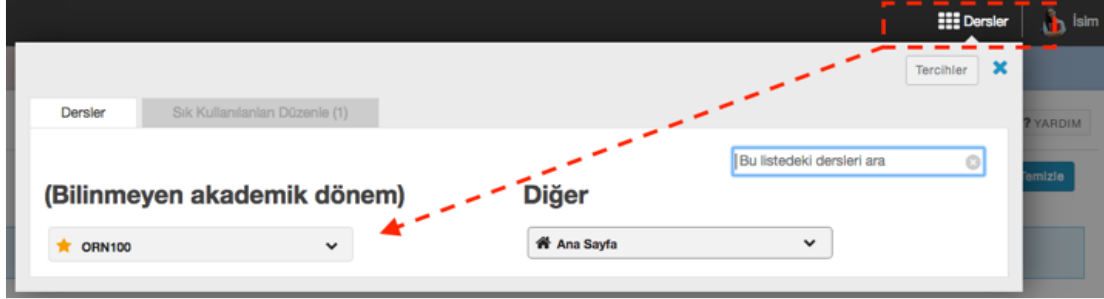 Dersler
İsim
Tercihler
Dersler
Sık Kullanılanları Düzenle (1)
? YARDIM
Bu listedeki dersleri ara
Temizle
(Bilinmeyen akademik dönem)
Diğer
ORN100
Ana Sayfa